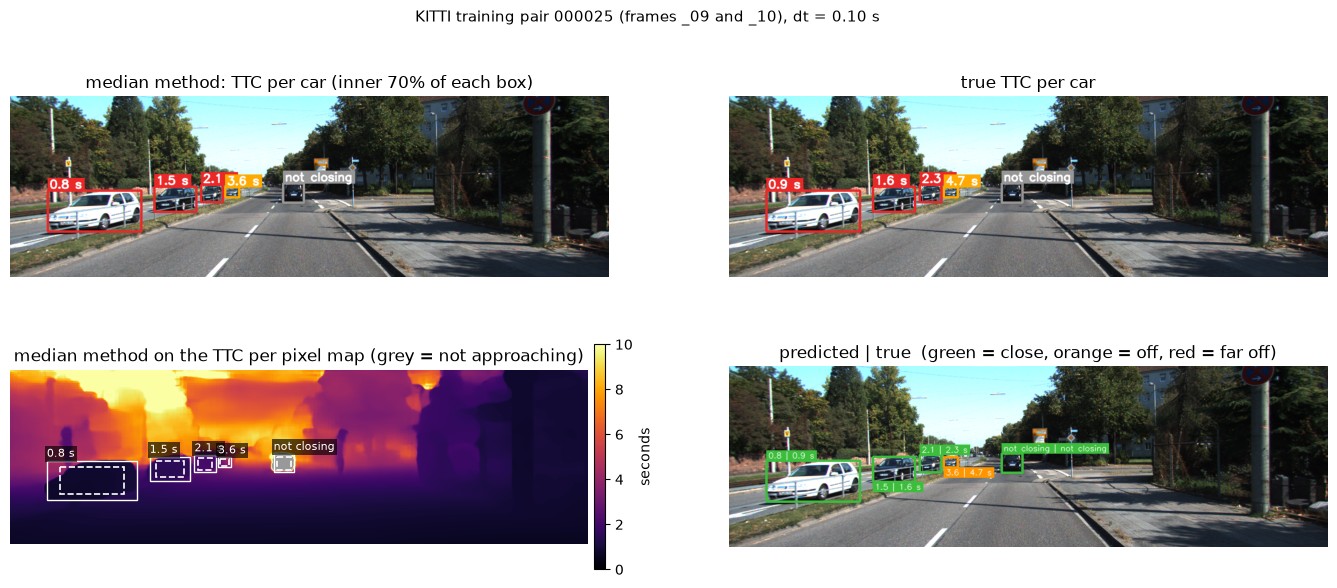 KITTI training pair 000025 (frames _09 and _10), dt = 0.10 s
median method: TTC per car (inner 70% of each box)
0.8 s
1.5 s
2.1
3.6 s
not closing
true TTC per car
0.9 s
1.6 s
2.3
4.7 s
not closing
median method on the TTC per pixel map (grey = not approaching)
0.8 s
1.5 s
2.1
3.6 s
not closing
10
8
6
4
2
0
seconds
predicted | true (green = close, orange = off, red = far off)
0.8 | 0.9 s
1.5 | 1.6 s
2.1 | 2.3 s
3.6 | 4.7 s
not closing | not closing